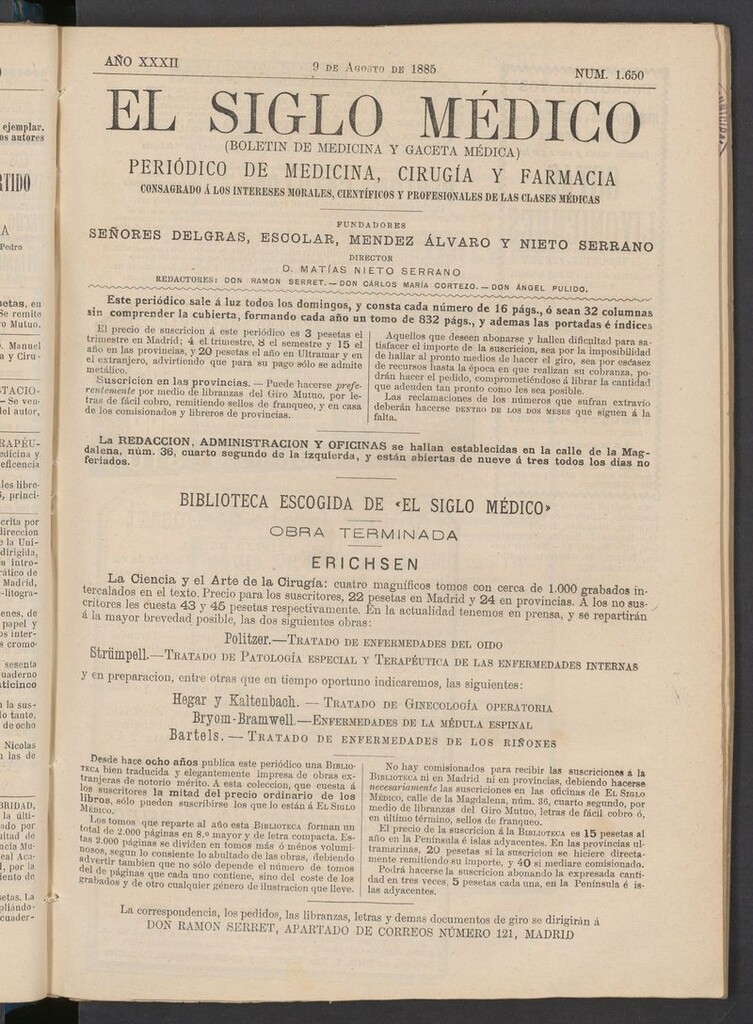 AÑO XXXII
9 DE AGOSTO DE 1885
NUM. 1.650
EL SIGLO MÉDICO
(BOLETIN DE MEDICINA Y GACETA MÉDICA)
PERIÓDICO DE MEDICINA, CIRUGÍA Y FARMACIA
CONSAGRADO Á LOS INTERESES MORALES, CIENTÍFICOS Y PROFESIONALES DE LAS CLASES MÉDICAS
FUNDADORES
SEÑORES DELGRAS, ESCOLAR, MENDEZ ÁLVARO Y NIETO SERRANO
DIRECTOR
D. MATÍAS NIETO SERRANO
REDACTORES: DON RAMON SERRET.—DON CÁRLOS MARÍA CORTEZO.—DON ÁNGEL PULIDO.
Este periódico sale á luz todos los domingos, y consta cada número de 16 págs., ó sean 32 columnas
sin comprender la cubierta, formando cada año un tomo de 832 págs., y ademas las portadas é índices
El precio de suscricion á este periódico es 3 pesetas el
trimestre en Madrid; 4 el trimestre, 8 el semestre y 15 el
año en las provincias, y 20 pesetas el año en Ultramar y en
el extranjero, advirtiendo que para su pago sólo se admite
metálico.
Suscricion en las provincias. — Puede hacerse prefe-
rentemente por medio de libranzas del Giro Mutuo, por le-
tras de fácil cobro, remitiendo sellos de franqueo, y en casa
de los comisionados y libreros de provincias.
Aquellos que deseen abonarse y hallen dificultad para sa-
tisfacer el importe de la suscricion, sea por la imposibilidad
de hallar al pronto medios de hacer el giro, sea por escasez
de recursos hasta la época en que realizan su cobranza, po-
drán hacer el pedido, comprometiéndose á librar la cantidad
que adeuden tan pronto como les sea posible.
Las reclamaciones de los números que sufran extravío
deberán hacerse DENTRO DE LOS DOS MESES que siguen á la
falta.
La REDACCION, ADMINISTRACION Y OFICINAS se hallan establecidas en la calle de la Mag-
dalena, núm. 36, cuarto segundo de la izquierda, y están abiertas de nueve á tres todos los dias no
feriados.
BIBLIOTECA ESCOGIDA DE «EL SIGLO MÉDICO»
OBRA TERMINADA
ERICHSEN
La Ciencia y el Arte de la Cirugía: cuatro magníficos tomos con cerca de 1.000 grabados in-
tercalados en el texto. Precio para los suscritores, 22 pesetas en Madrid y 24 en provincias. Á los no sus-
critores les cuesta 43 y 45 pesetas respectivamente. En la actualidad tenemos en prensa, y se repartirán
á la mayor brevedad posible, las dos siguientes obras:
Politzer.—TRATADO DE ENFERMEDADES DEL OIDO
Strümpell.—TRATADO DE PATOLOGÍA ESPECIAL Y TERAPÉUTICA DE LAS ENFERMEDADES INTERNAS
y en preparacion, entre otras que en tiempo oportuno indicaremos, las siguientes:
Hegar y Kaltenbach. — TRATADO DE GINECOLOGÍA OPERATORIA
Bryom-Bramwell.—ENFERMEDADES DE LA MÉDULA ESPINAL
Bartels. — TRATADO DE ENFERMEDADES DE LOS RIÑONES
Desde hace ocho años publica este periódico una BIBLIO-
TECA bien traducida y elegantemente impresa de obras ex-
tranjeras de notorio mérito. A esta coleccion, que cuesta á
los suscritores la mitad del precio ordinario de los
libros, sólo pueden suscribirse los que lo están á EL SIGLO
MÉDICO.
Los tomos que reparte al año esta BIBLIOTECA forman un
total de 2.000 páginas en 8.º mayor y de letra compacta. Es-
tas 2.000 páginas se dividen en tomos más ó ménos volumi-
nosos, segun lo consiente lo abultado de las obras, debiendo
advertir tambien que no sólo depende el número de tomos
del de páginas que cada uno contiene, sino del coste de los
grabados y de otro cualquier género de ilustracion que lleve.
No hay comisionados para recibir las suscriciones á la
BIBLIOTECA ni en Madrid ni en provincias, debiendo hacerse
necesariamente las suscriciones en las oficinas de EL SIGLO
MÉDICO, calle de la Magdalena, núm. 36, cuarto segundo, por
medio de libranzas del Giro Mutuo, letras de fácil cobro ó,
en último término, sellos de franqueo.
El precio de la suscricion á la BIBLIOTECA es 15 pesetas al
año en la Península é islas adyacentes. En las provincias ul-
tramarinas, 20 pesetas si la suscricion se hiciere directa-
mente remitiendo su importe, y 40 si mediare comisionado.
Podrá hacerse la suscricion abonando la expresada canti-
dad en tres veces, 5 pesetas cada una, en la Península é is-
las adyacentes.
La correspondencia, los pedidos, las libranzas, letras y demas documentos de giro se dirigirán á
DON RAMON SERRET, APARTADO DE CORREOS NÚMERO 121, MADRID